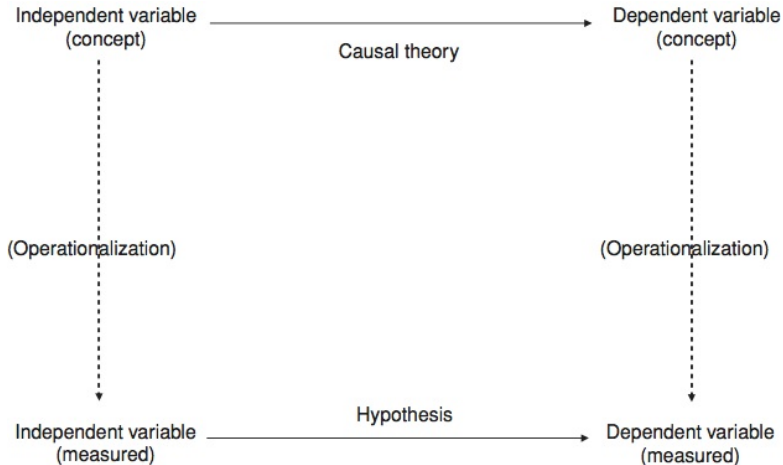 Independent variable
(concept)
Causal theory
Dependent variable
(concept)
(Operationalization)
(Operationalization)
Independent variable
(measured)
Hypothesis
Dependent variable
(measured)